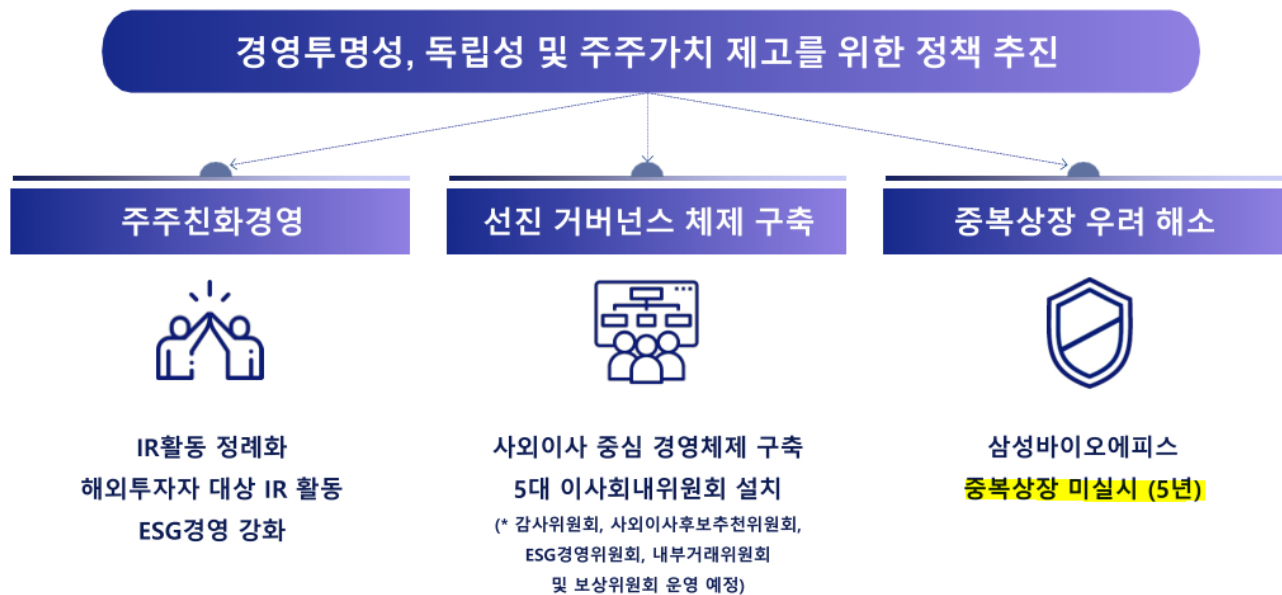 경영투명성, 독립성 및 주주가치 제고를 위한 정책 추진
주주친화경영
IR활동 정례화
해외투자자 대상 IR 활동
ESG경영 강화
선진 거버넌스 체제 구축
사외이사 중심 경영체제 구축
5대 이사회내위원회 설치
(* 감사위원회, 사외이사후보추천위원회,
ESG경영위원회, 내부거래위원회
및 보상위원회 운영 예정)
중복상장 우려 해소
삼성바이오에피스
중복상장 미실시 (5년)